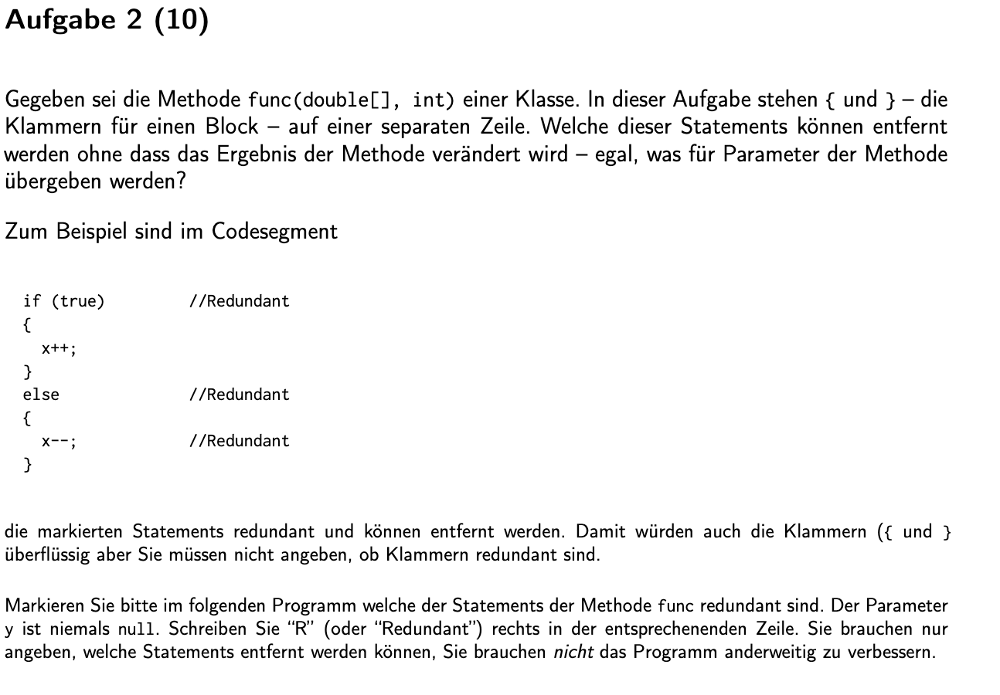 Aufgabe 2 (10)
Gegeben sei die Methode func(double[], int) einer Klasse. In dieser Aufgabe stehen { und } – die
Klammern für einen Block – auf einer separaten Zeile. Welche dieser Statements können entfernt
werden ohne dass das Ergebnis der Methode verändert wird – egal, was für Parameter der Methode
übergeben werden?
Zum Beispiel sind im Codesegment
if (true) //Redundant
{
x++;
}
else //Redundant
{
x--; //Redundant
}
die markierten Statements redundant und können entfernt werden. Damit würden auch die Klammern ({ und }
überflüssig aber Sie müssen nicht angeben, ob Klammern redundant sind.
Markieren Sie bitte im folgenden Programm welche der Statements der Methode func redundant sind. Der Parameter
y ist niemals null. Schreiben Sie “R” (oder “Redundant”) rechts in der entsprechenenden Zeile. Sie brauchen nur
angeben, welche Statements entfernt werden können, Sie brauchen nicht das Programm anderweitig zu verbessern.